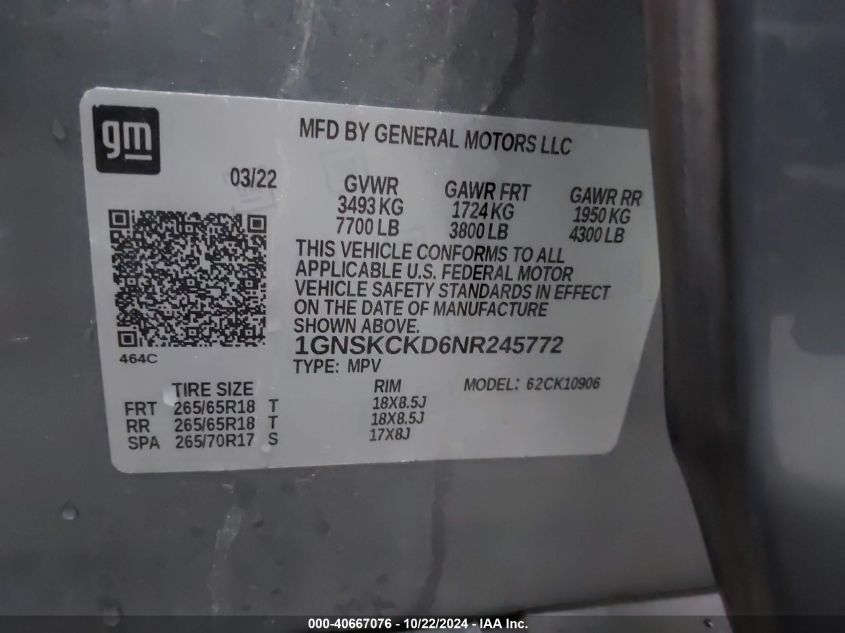 gm
MFD BY GENERAL MOTORS LLC
03/22
GVWR GAWR FRT GAWR RR
3493 KG 1724 KG 1950 KG
7700 LB 3800 LB 4300 LB
THIS VEHICLE CONFORMS TO ALL
APPLICABLE U.S. FEDERAL MOTOR
VEHICLE SAFETY STANDARDS IN EFFECT
ON THE DATE OF MANUFACTURE
SHOWN ABOVE.
464C
1GNSKCKD6NR245772
TYPE: MPV
TIRE SIZE RIM MODEL: 62CK10906
FRT 265/65R18 T 18X8.5J
RR 265/65R18 T 18X8.5J
SPA 265/70R17 S 17X8J
000-40667076 - 10/22/2024 - IAA Inc.